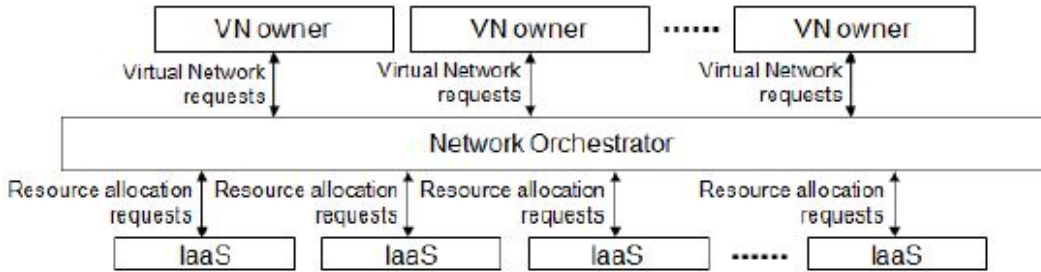 VN owner VN owner ...... VN owner
Virtual Network Virtual Network Virtual Network
requests requests requests
Network Orchestrator
Resource allocation Resource allocation Resource allocation Resource allocation
requests requests requests requests
IaaS IaaS IaaS ...... IaaS